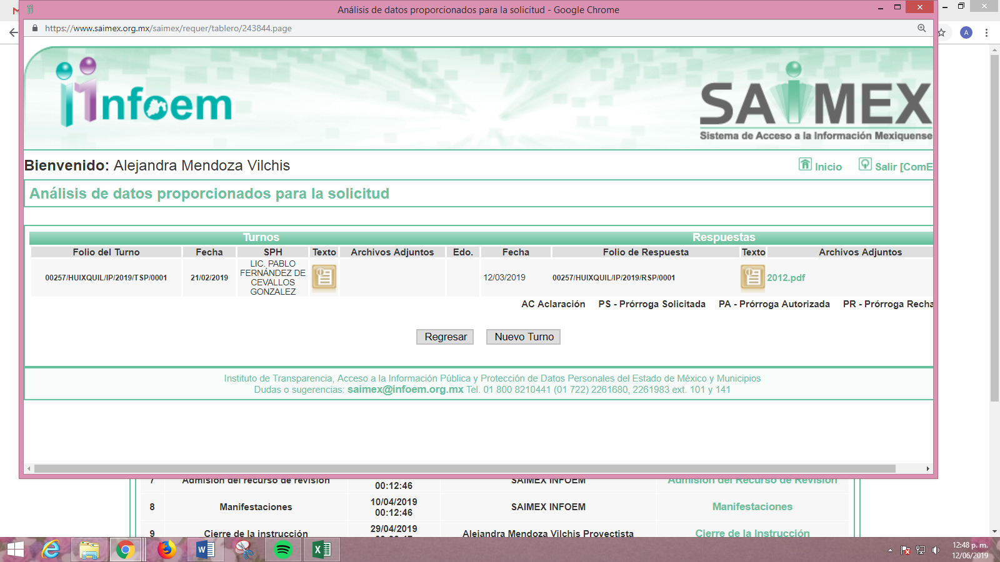 Análisis de datos proporcionados para la solicitud - Google Chrome
https://www.saimex.org.mx/saimex/requer/tablero/243844.page
A
infoem
SAIMEX
Sistema de Acceso a la Información Mexiquense
Bienvenido: Alejandra Mendoza Vilchis
Inicio
Salir [ComE
Análisis de datos proporcionados para la solicitud
Turnos Respuestas
Folio del Turno Fecha SPH Texto Archivos Adjuntos Edo. Fecha Folio de Respuesta Texto Archivos Adjuntos
00257/HUIXQUIL/IP/2019/TSP/0001 21/02/2019
LIC. PABLO
FERNÁNDEZ DE
CEVALLOS
GONZALEZ
12/03/2019 00257/HUIXQUIL/IP/2019/RSP/0001 2012.pdf
AC Aclaración PS - Prórroga Solicitada PA - Prórroga Autorizada PR - Prórroga Recha
Regresar Nuevo Turno
Instituto de Transparencia, Acceso a la Información Pública y Protección de Datos Personales del Estado de México y Municipios
Dudas o sugerencias: saimex@infoem.org.mx Tel. 01 800 8210441 (01 722) 2261680, 2261983 ext. 101 y 141
7 Admisión del recurso de revisión 00:12:46 SAIMEX INFOEM Admisión del Recurso de Revisión
8 Manifestaciones 10/04/2019 SAIMEX INFOEM Manifestaciones
00:12:46
9 Cierre de la instrucción 29/04/2019 Alejandra Mendoza Vilchis Proyectista Cierre de la Instrucción
12:48 p. m.
12/06/2019